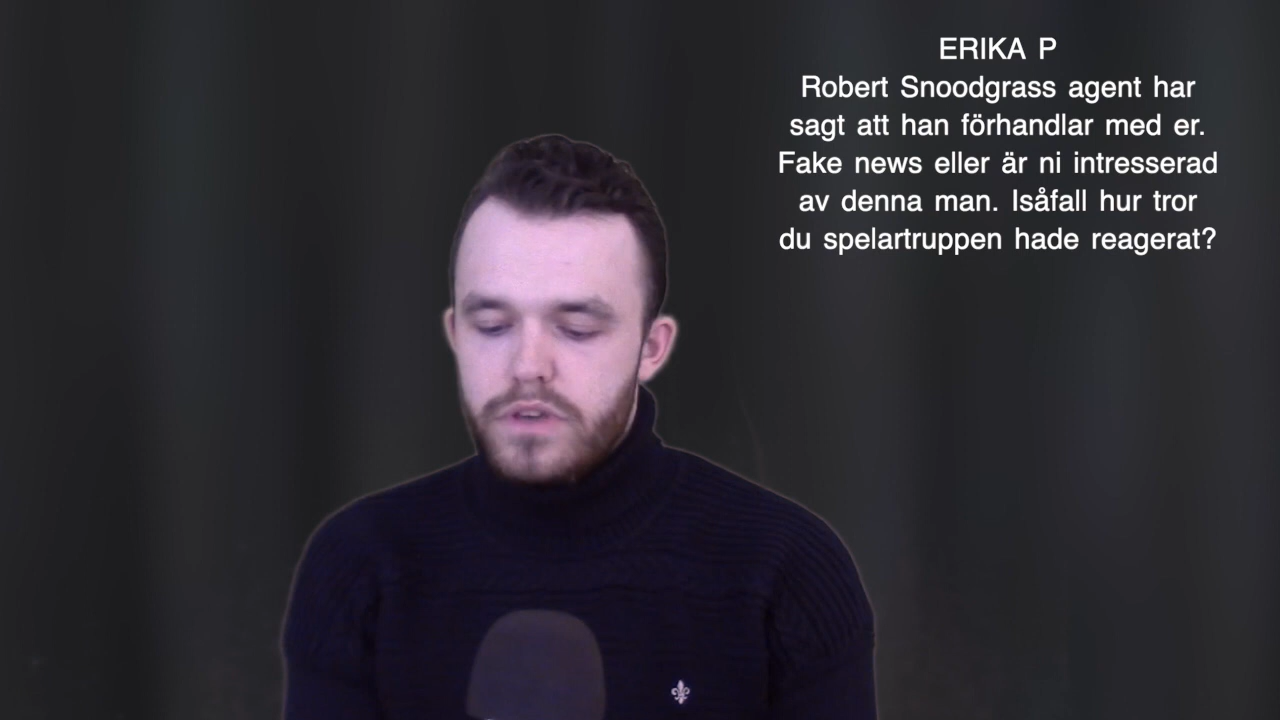 ERIKA P
Robert Snoodgrass agent har
sagt att han förhandlar med er.
Fake news eller är ni intresserad
av denna man. Isåfall hur tror
du spelartruppen hade reagerat?